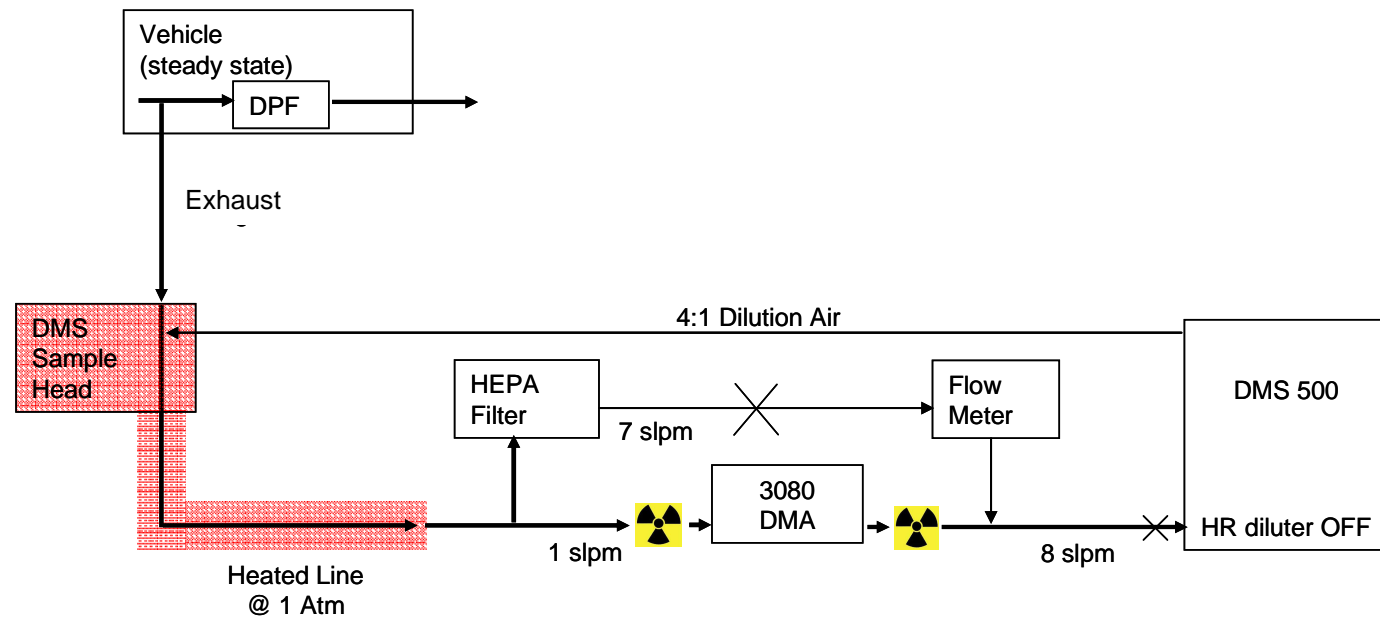 Vehicle
(steady state)
DPF
Exhaust
4:1 Dilution Air
DMS
Sample
Head
HEPA
Filter
7 slpm
Flow
Meter
DMS 500
3080
DMA
1 slpm
8 slpm
HR diluter OFF
Heated Line
@ 1 Atm